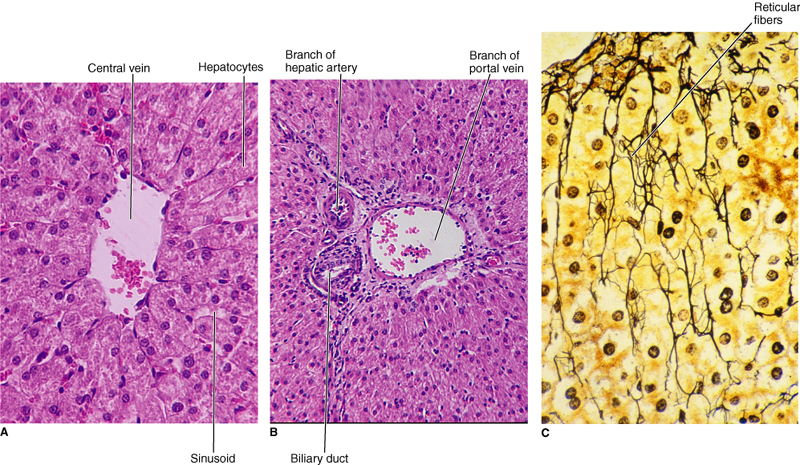 Reticular
fibers
Branch of
hepatic artery
Branch of
portal vein
Central vein
Hepatocytes
A
B
C
Sinusoid
Biliary duct